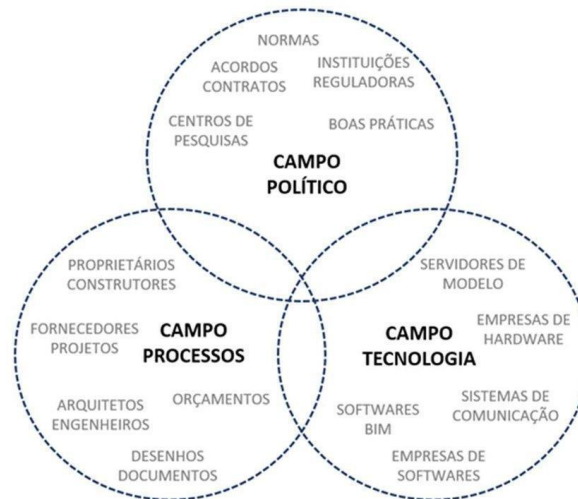 NORMAS
ACORDOS
CONTRATOS
INSTITUIÇÕES
REGULADORAS
CENTROS DE
PESQUISAS
BOAS PRÁTICAS
CAMPO
POLÍTICO
PROPRIETÁRIOS
CONSTRUTORES
FORNECEDORES
PROJETOS
CAMPO
PROCESSOS
ARQUITETOS
ENGENHEIROS
ORÇAMENTOS
DESENHOS
DOCUMENTOS
SERVIDORES DE
MODELO
CAMPO
TECNOLOGIA
EMPRESAS DE
HARDWARE
SOFTWARES
BIM
SISTEMAS DE
COMUNICAÇÃO
EMPRESAS DE
SOFTWARES